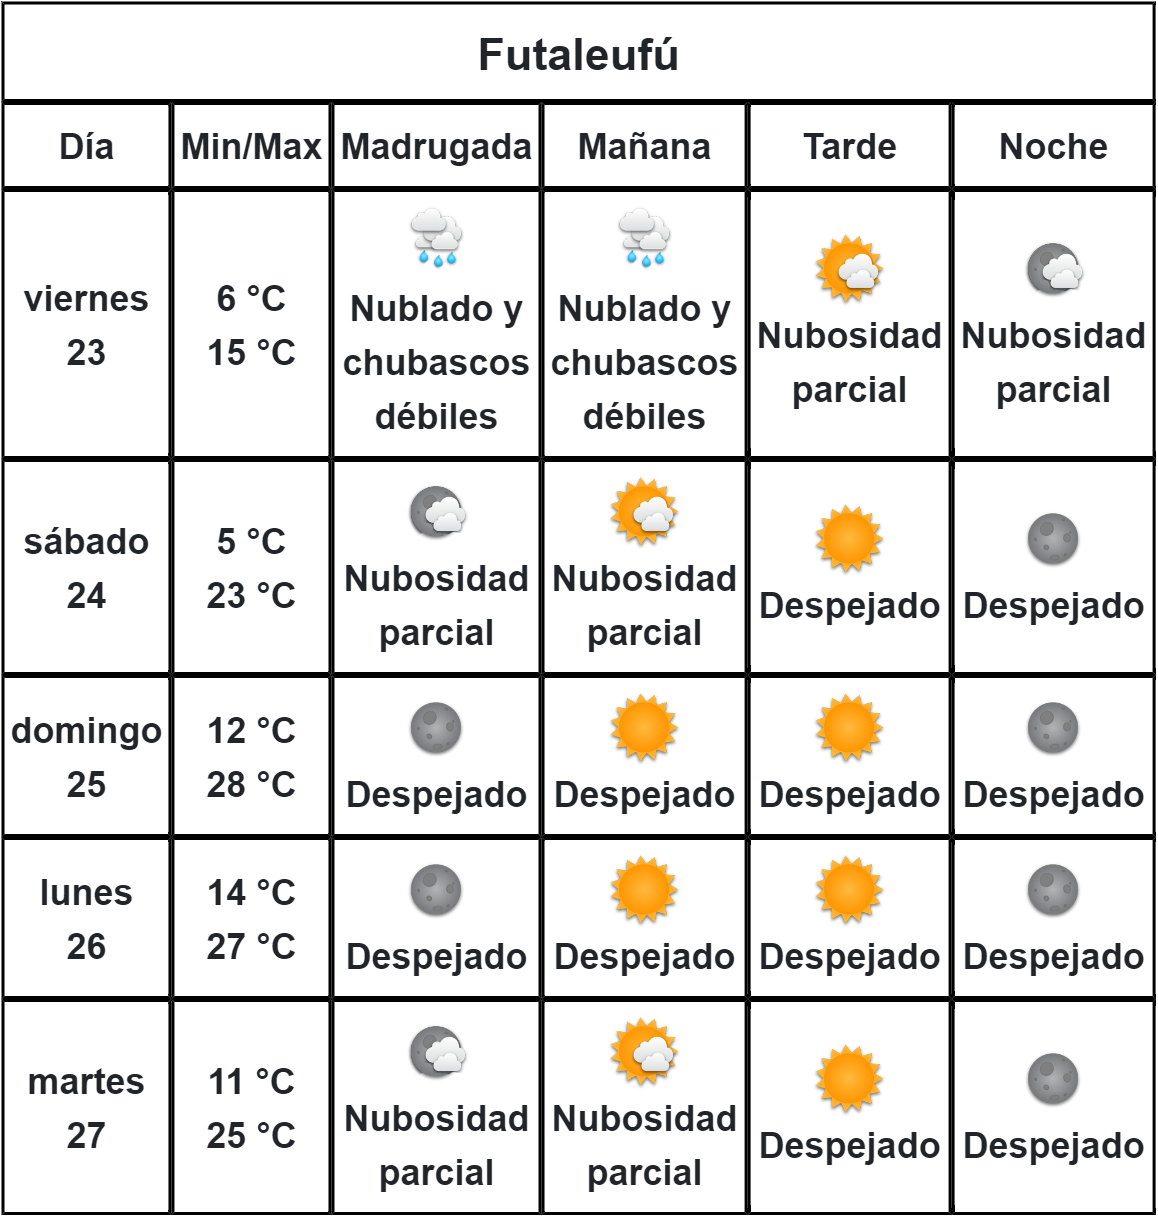 Futaleufú
Día Min/Max Madrugada Mañana Tarde Noche
viernes
23
6 °C
15 °C
Nublado y
chubascos
débiles
Nublado y
chubascos
débiles
Nubosidad
parcial
Nubosidad
parcial
sábado
24
5 °C
23 °C
Nubosidad
parcial
Nubosidad
parcial
Despejado
Despejado
domingo
25
12 °C
28 °C
Despejado
Despejado
Despejado
Despejado
lunes
26
14 °C
27 °C
Despejado
Despejado
Despejado
Despejado
martes
27
11 °C
25 °C
Nubosidad
parcial
Nubosidad
parcial
Despejado
Despejado